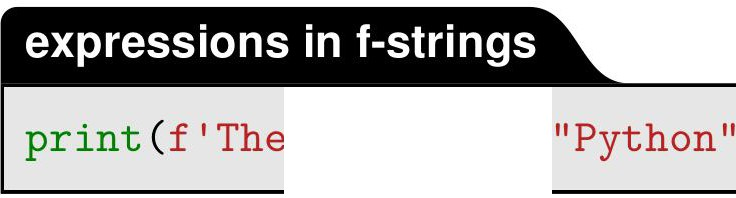 expressions in f-strings
print(f'The "Python"